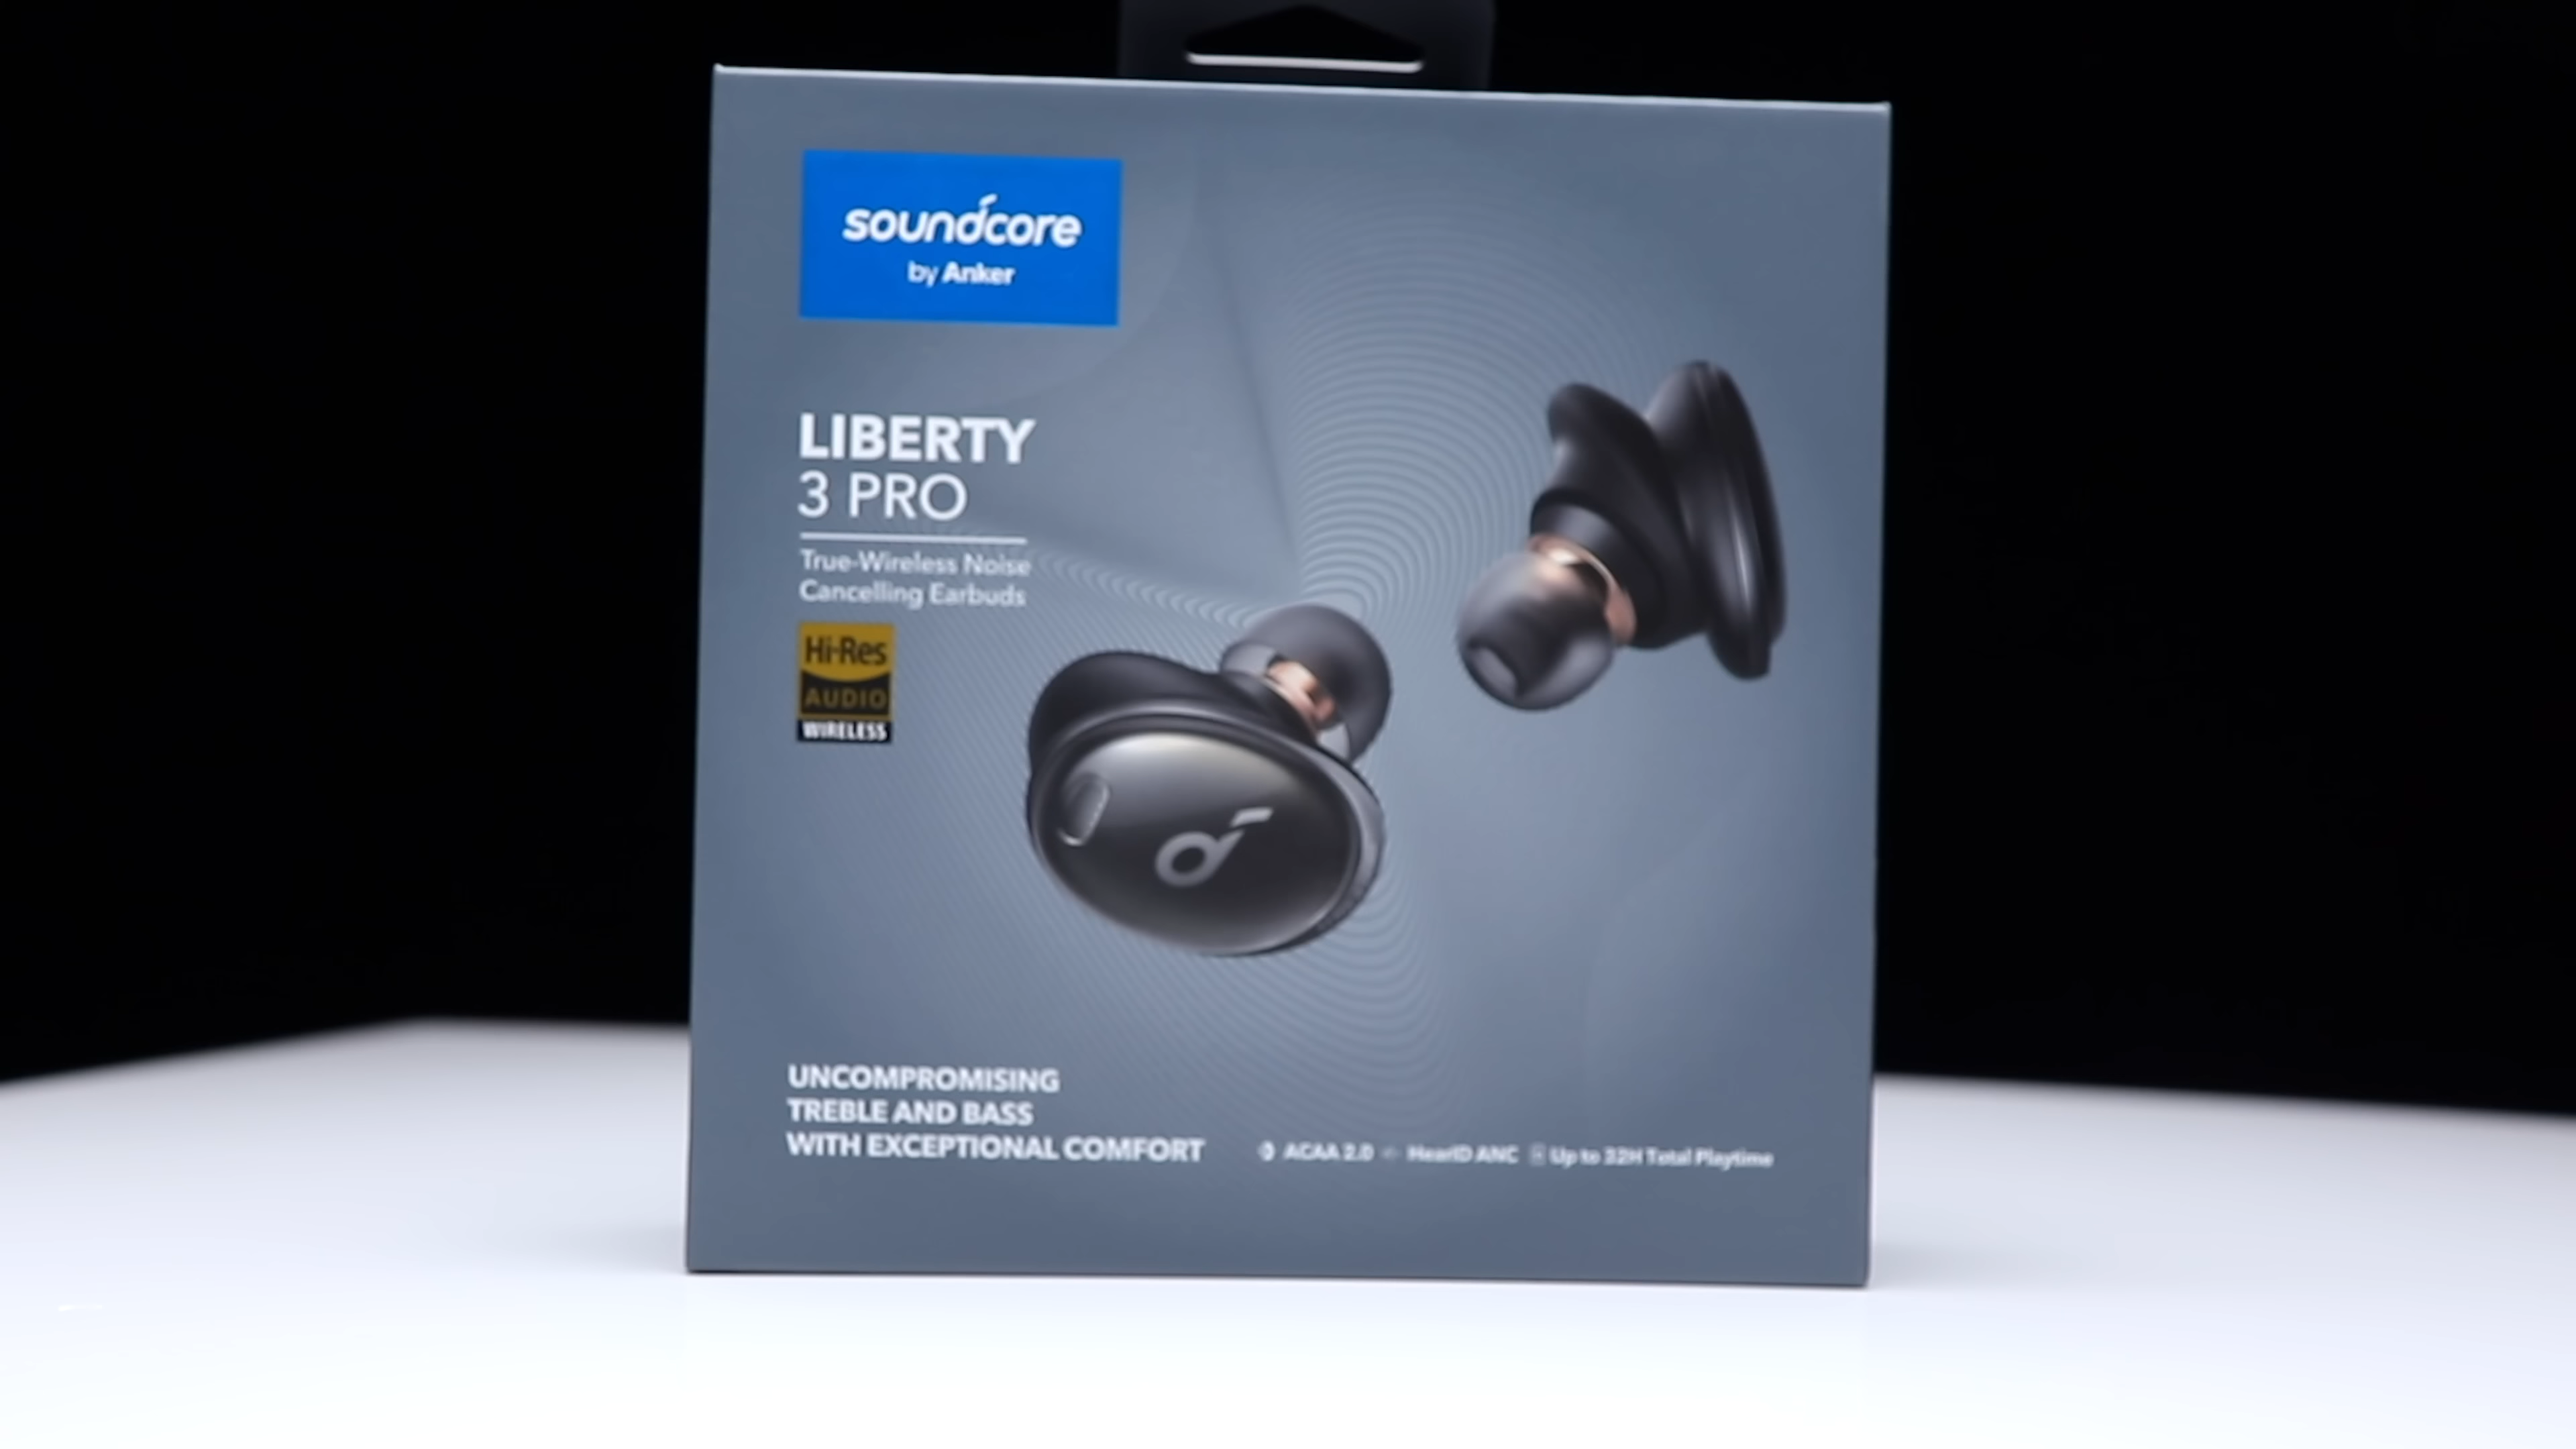 soundcore
by Anker
LIBERTY
3 PRO
True-Wireless Noise
Cancelling Earbuds
Hi-Res
AUDIO
WIRELESS
UNCOMPROMISING
TREBLE AND BASS
WITH EXCEPTIONAL COMFORT
ACAA 2.0 HearID ANC Up to 32H Total Playtime